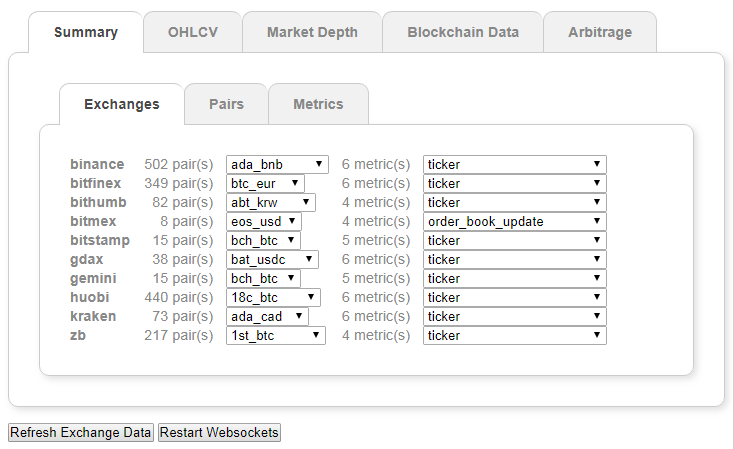 Summary OHLCV Market Depth Blockchain Data Arbitrage
Exchanges Pairs Metrics
binance 502 pair(s) ada_bnb 6 metric(s) ticker
bitfinex 349 pair(s) btc_eur 6 metric(s) ticker
bithumb 82 pair(s) abt_krw 4 metric(s) ticker
bitmex 8 pair(s) eos_usd 4 metric(s) order_book_update
bitstamp 15 pair(s) bch_btc 5 metric(s) ticker
gdax 38 pair(s) bat_usdc 6 metric(s) ticker
gemini 15 pair(s) bch_btc 5 metric(s) ticker
huobi 440 pair(s) 18c_btc 6 metric(s) ticker
kraken 73 pair(s) ada_cad 6 metric(s) ticker
zb 217 pair(s) 1st_btc 4 metric(s) ticker
Refresh Exchange Data Restart Websockets